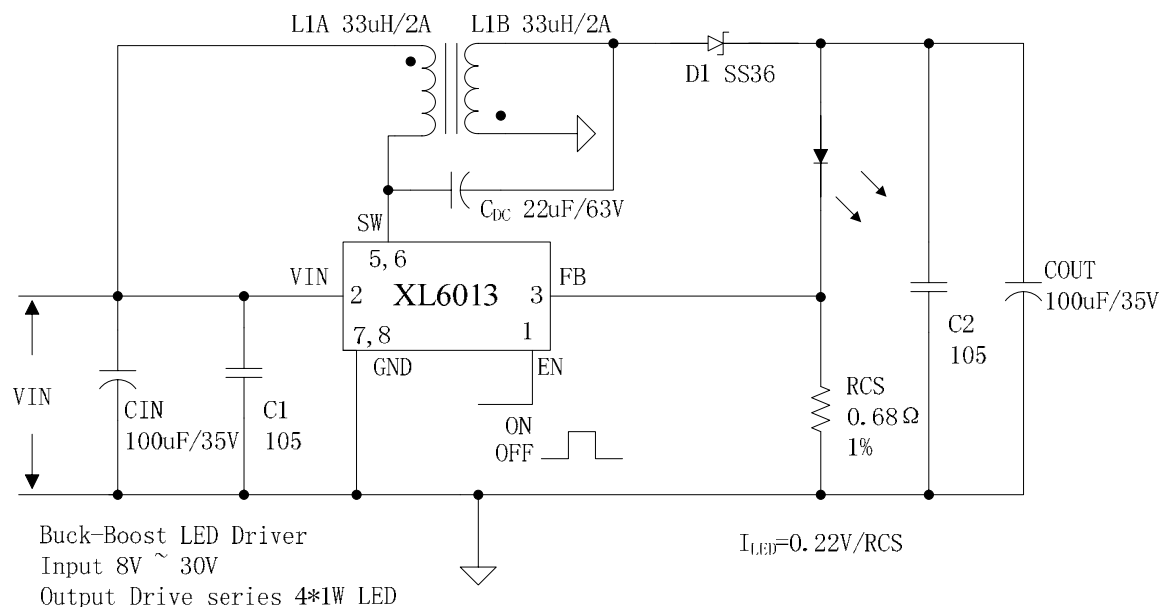 L1A 33uH/2A
L1B 33uH/2A
D1 SS36
C_DC 22uF/63V
SW
5,6
VIN
2
XL6013
3
FB
7,8
1
GND
EN
COUT
100uF/35V
C2
105
VIN
CIN
100uF/35V
C1
105
ON
OFF
RCS
0.68Ω
1%
Buck-Boost LED Driver
Input 8V ~ 30V
Output Drive series 4*1W LED
I_LED=0.22V/RCS